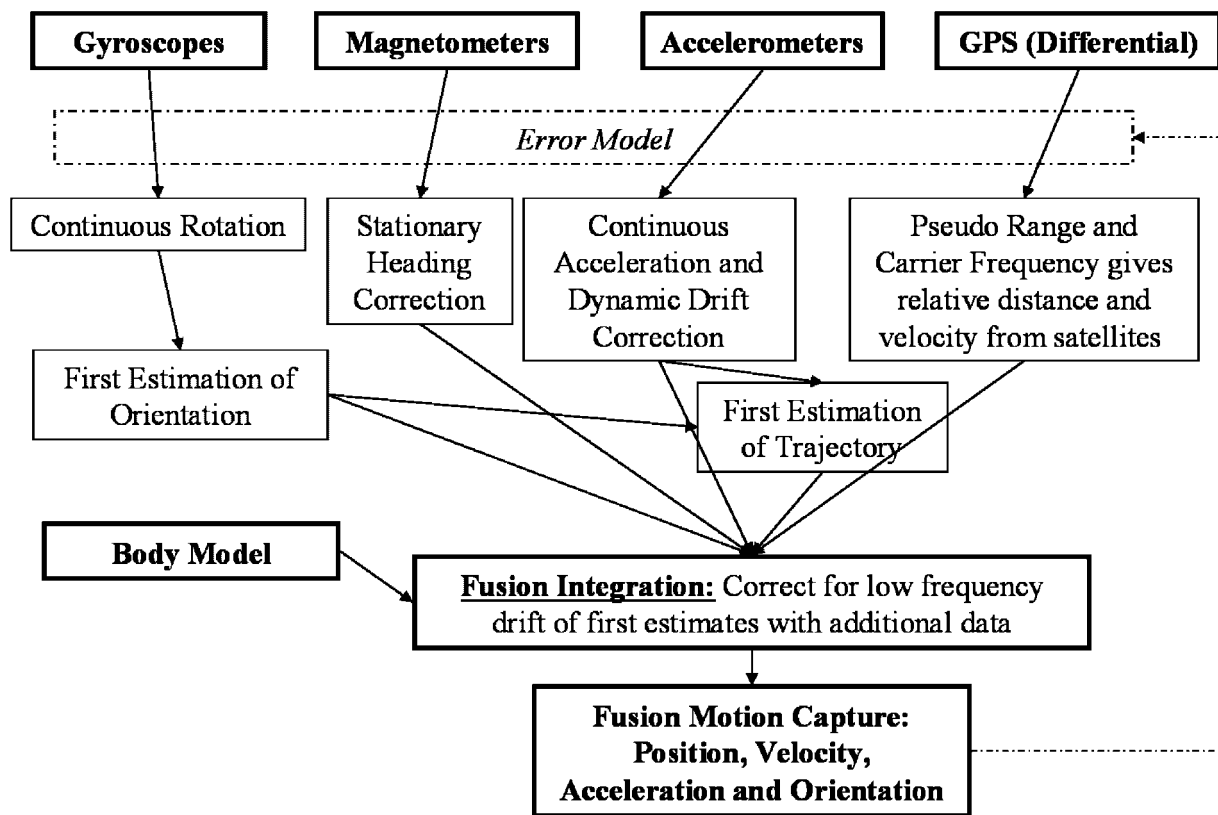 Gyroscopes
Magnetometers
Accelerometers
GPS (Differential)
Error Model
Continuous Rotation
Stationary
Heading
Correction
Continuous
Acceleration and
Dynamic Drift
Correction
Pseudo Range and
Carrier Frequency gives
relative distance and
velocity from satellites
First Estimation of
Orientation
First Estimation
of Trajectory
Body Model
Fusion Integration: Correct for low frequency
drift of first estimates with additional data
Fusion Motion Capture:
Position, Velocity,
Acceleration and Orientation